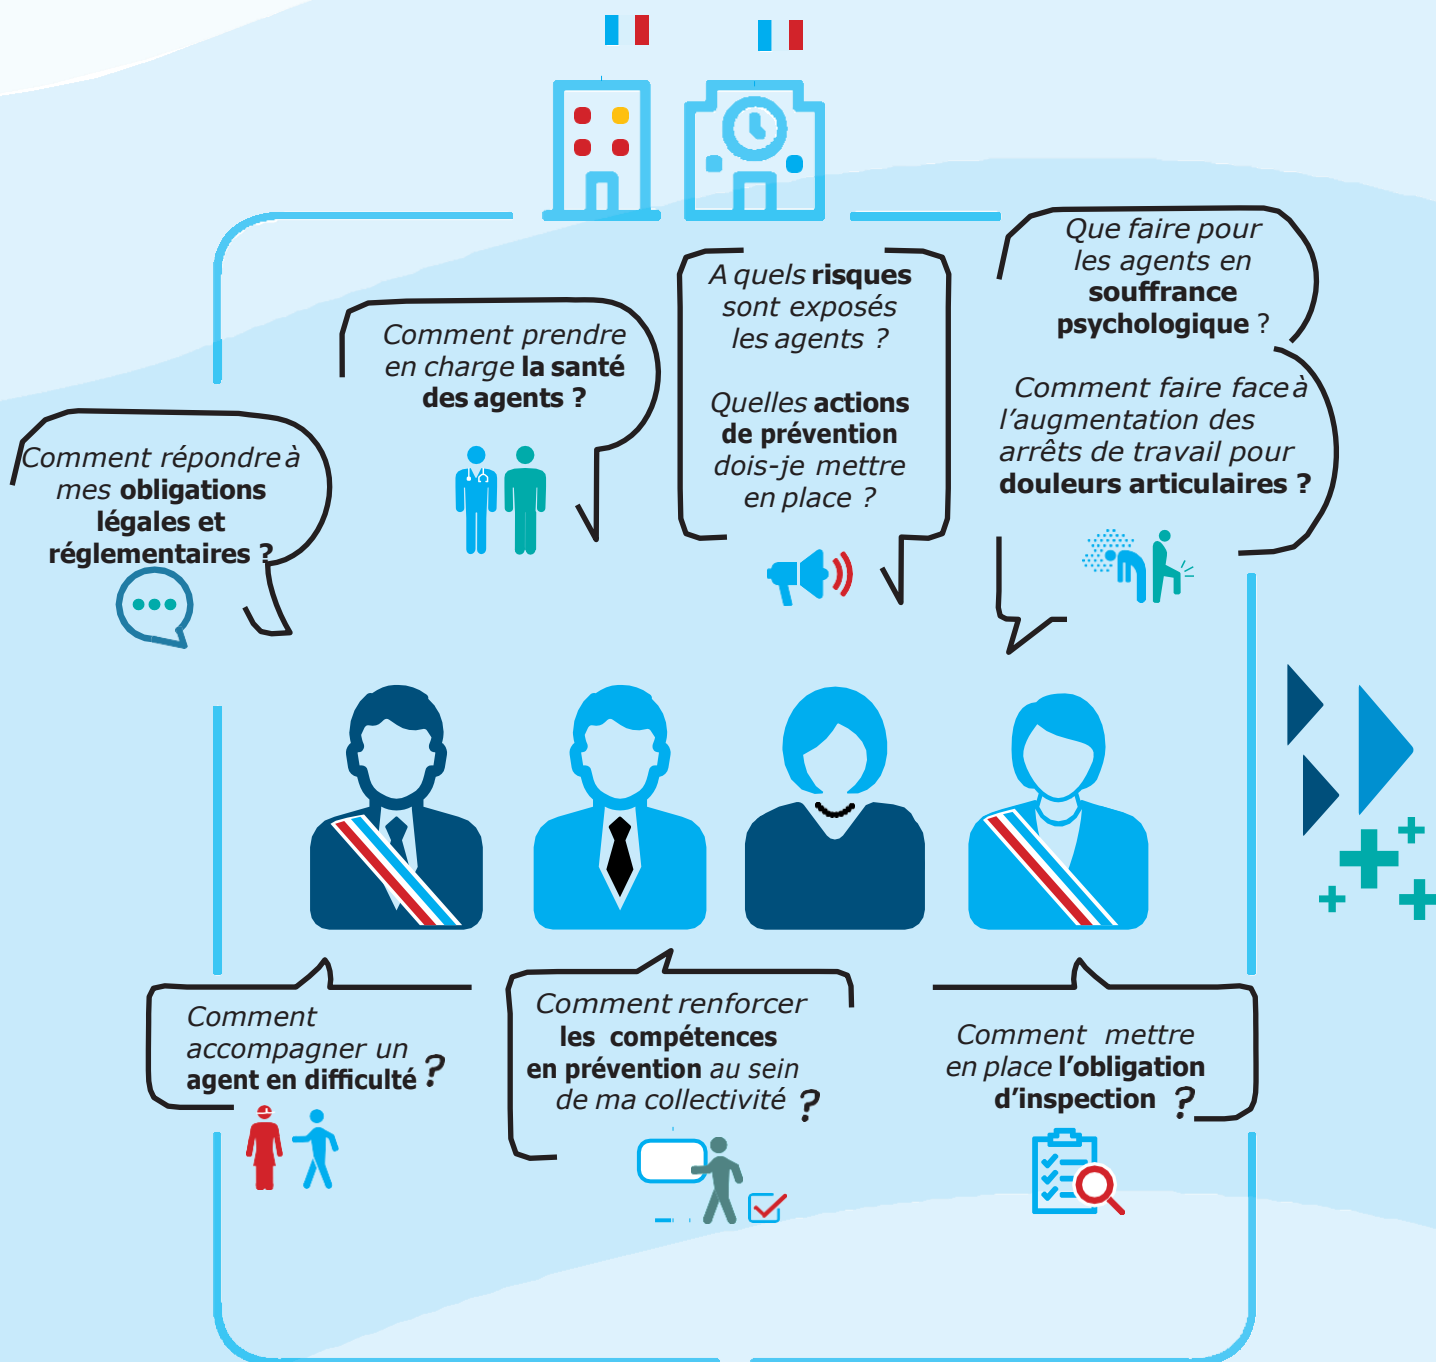 Comment répondre à
mes obligations
légales et
réglementaires ?
Comment prendre
en charge la santé
des agents ?
A quels risques
sont exposés
les agents ?
Quelles actions
de prévention
dois-je mettre
en place ?
Que faire pour
les agents en
souffrance
psychologique ?
Comment faire face à
l’augmentation des
arrêts de travail pour
douleurs articulaires ?
Comment
accompagner un
agent en difficulté ?
Comment renforcer
les compétences
en prévention au sein
de ma collectivité ?
Comment mettre
en place l’obligation
d’inspection ?